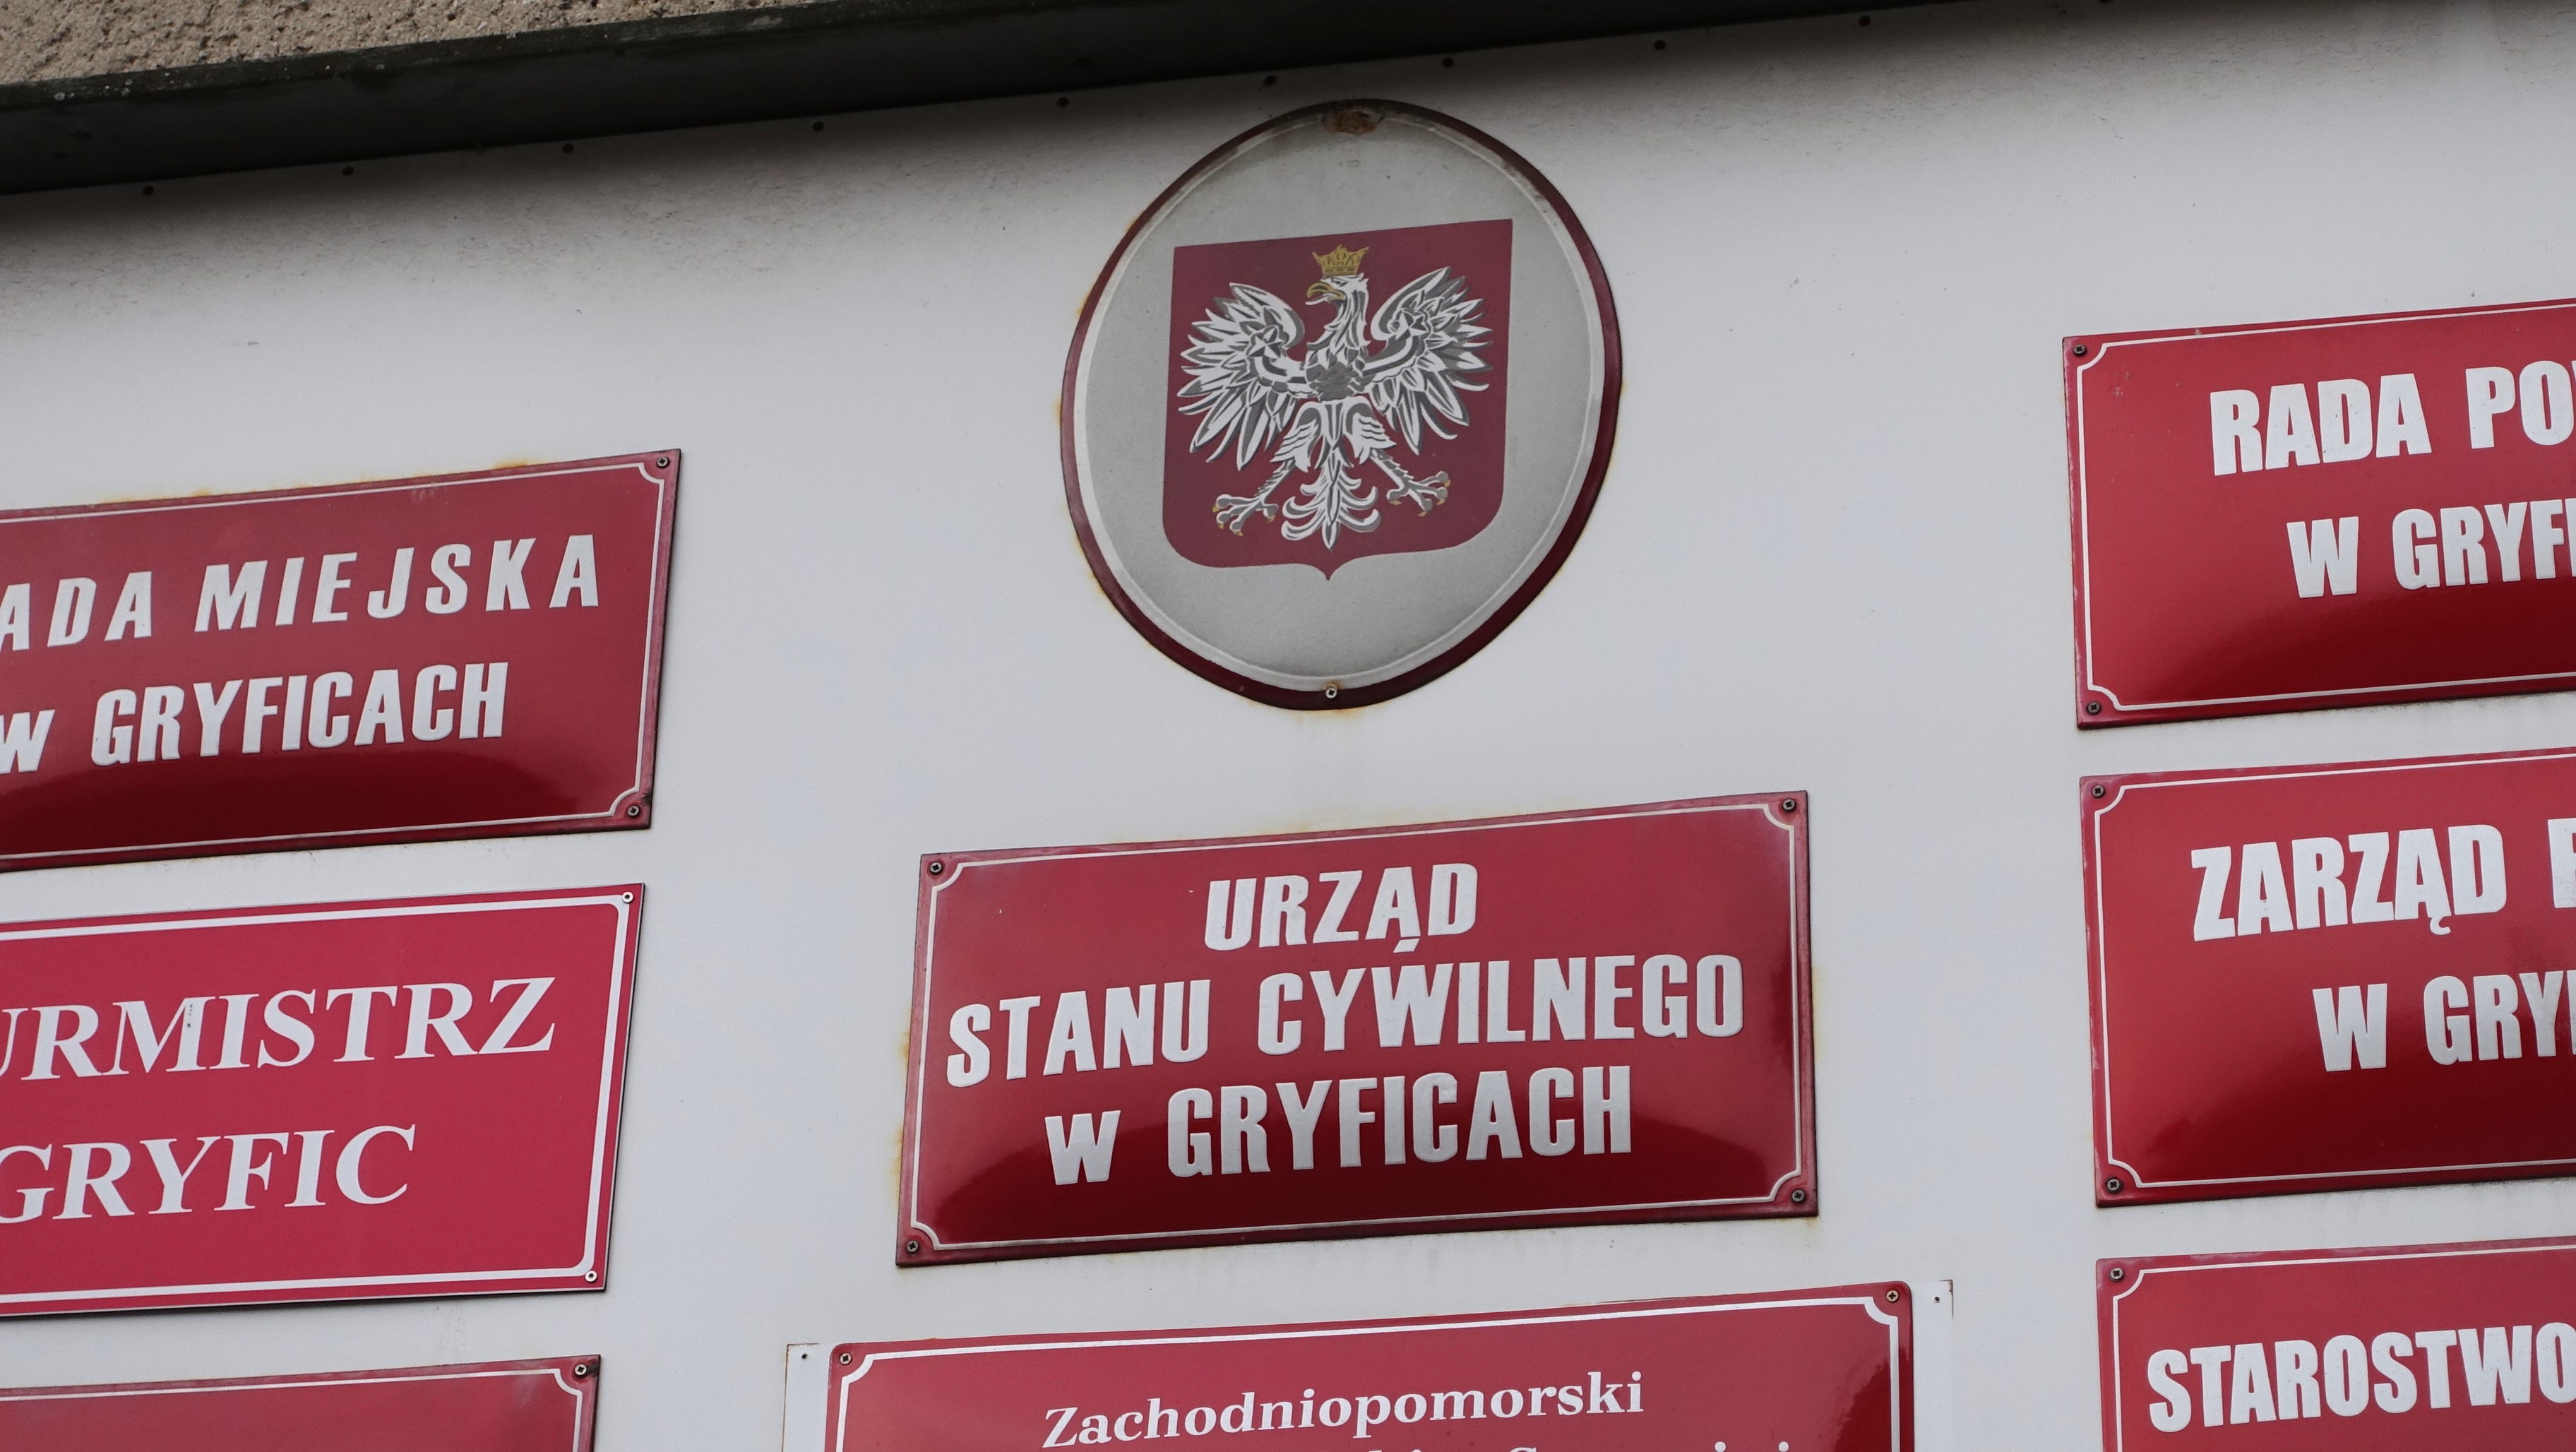 ADA MIEJSKA
w GRYFICACH
URMISTRZ
GRYFIC
URZĄD
STANU CYWILNEGO
w GRYFICACH
Zachodniopomorski
RADA PO
W GRYF
ZARZĄD
W GRY
STAROSTWO